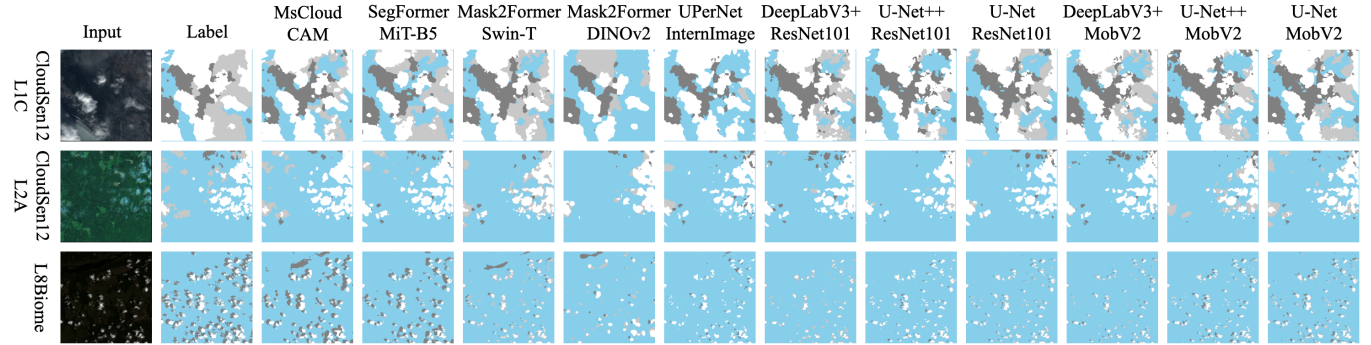 Input
Label
MsCloud
CAM
SegFormer
MiT-B5
Mask2Former
Swin-T
Mask2Former
DINOv2
UPerNet
InternImage
DeepLabV3+
ResNet101
U-Net++
ResNet101
U-Net
ResNet101
DeepLabV3+
MobV2
U-Net++
MobV2
U-Net
MobV2
CloudSen12
L1C
CloudSen12
L2A
L8Biome